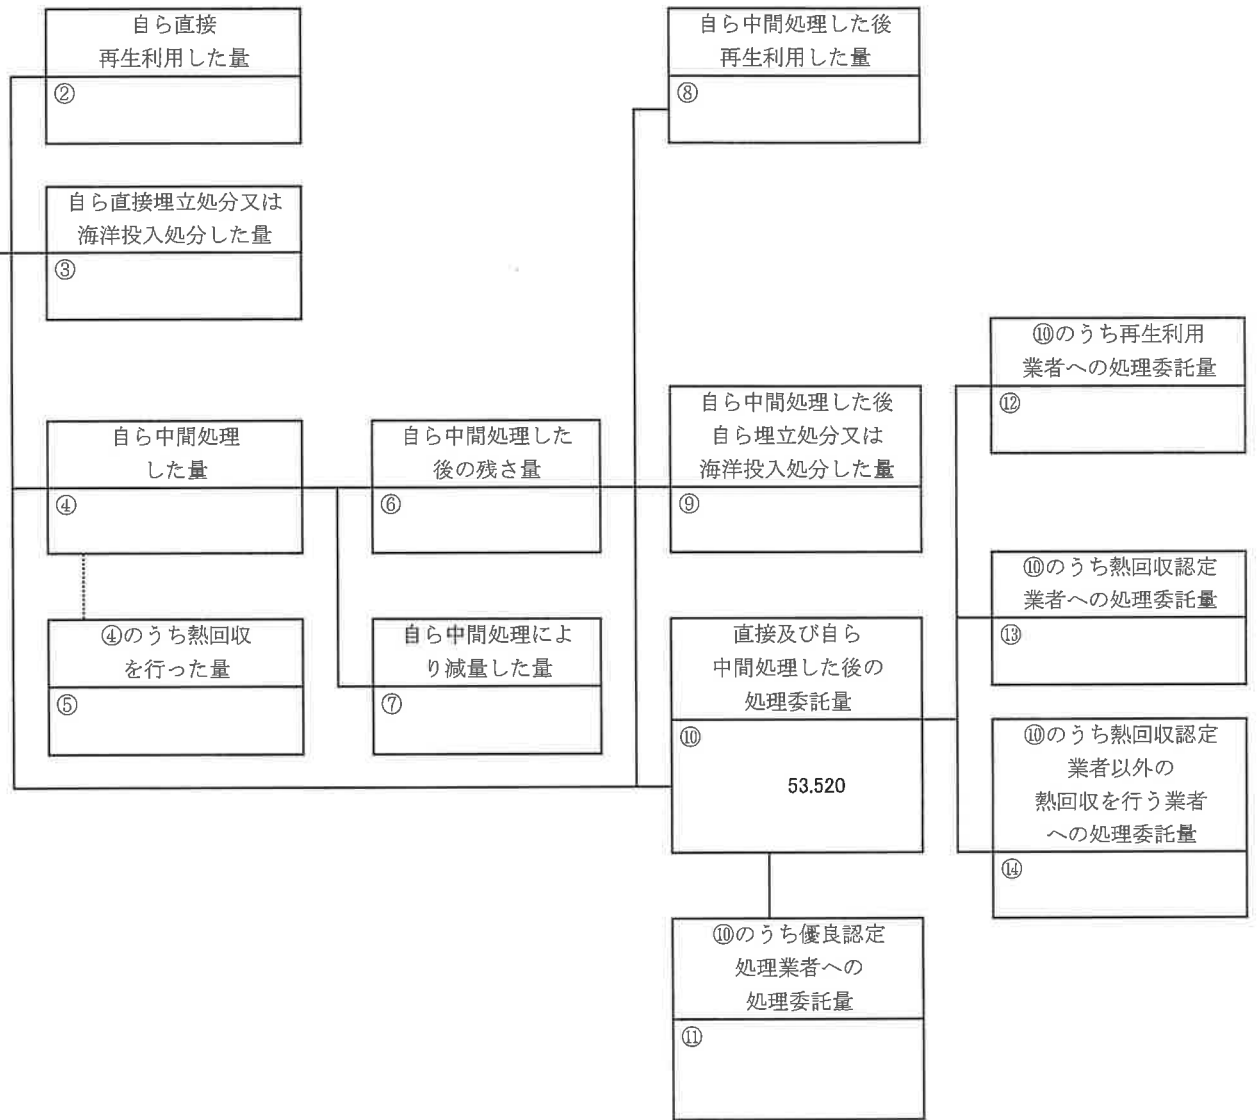 自ら直接
再生利用した量
②
自ら直接埋立処分又は
海洋投入処分した量
③
自ら中間処理
した量
④
④のうち熱回収
を行った量
⑤
自ら中間処理した
後の残さ量
⑥
自ら中間処理によ
り減量した量
⑦
自ら中間処理した後
再生利用した量
⑧
自ら中間処理した後
自ら埋立処分又は
海洋投入処分した量
⑨
直接及び自ら
中間処理した後の
処理委託量
⑩
53.520
⑩のうち優良認定
処理業者への
処理委託量
⑪
⑩のうち再生利用
業者への処理委託量
⑫
⑩のうち熱回収認定
業者への処理委託量
⑬
⑩のうち熱回収認定
業者以外の
熱回収を行う業者
への処理委託量
⑭